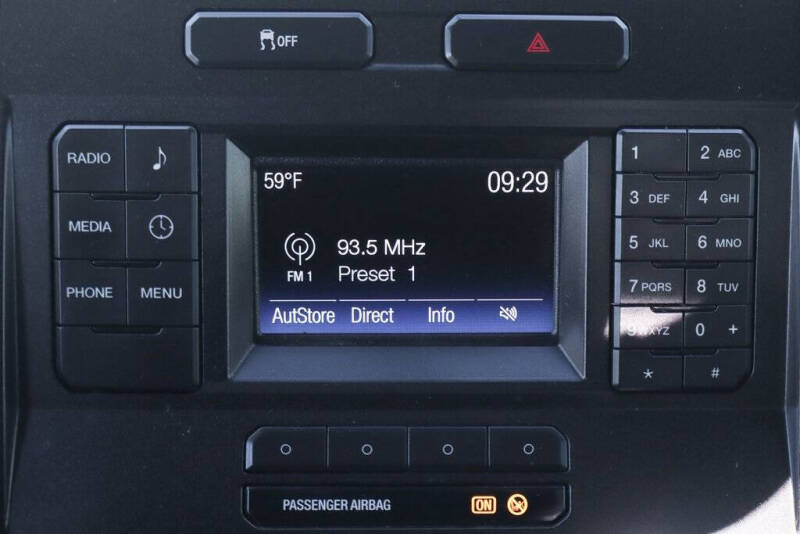 OFF
RADIO
MEDIA
PHONE MENU
59°F 09:29
93.5 MHz
FM 1 Preset 1
AutStore Direct Info
1 2 ABC
3 DEF 4 GHI
5 JKL 6 MNO
7 PQRS 8 TUV
9 WXYZ 0 +
* #
PASSENGER AIRBAG ON